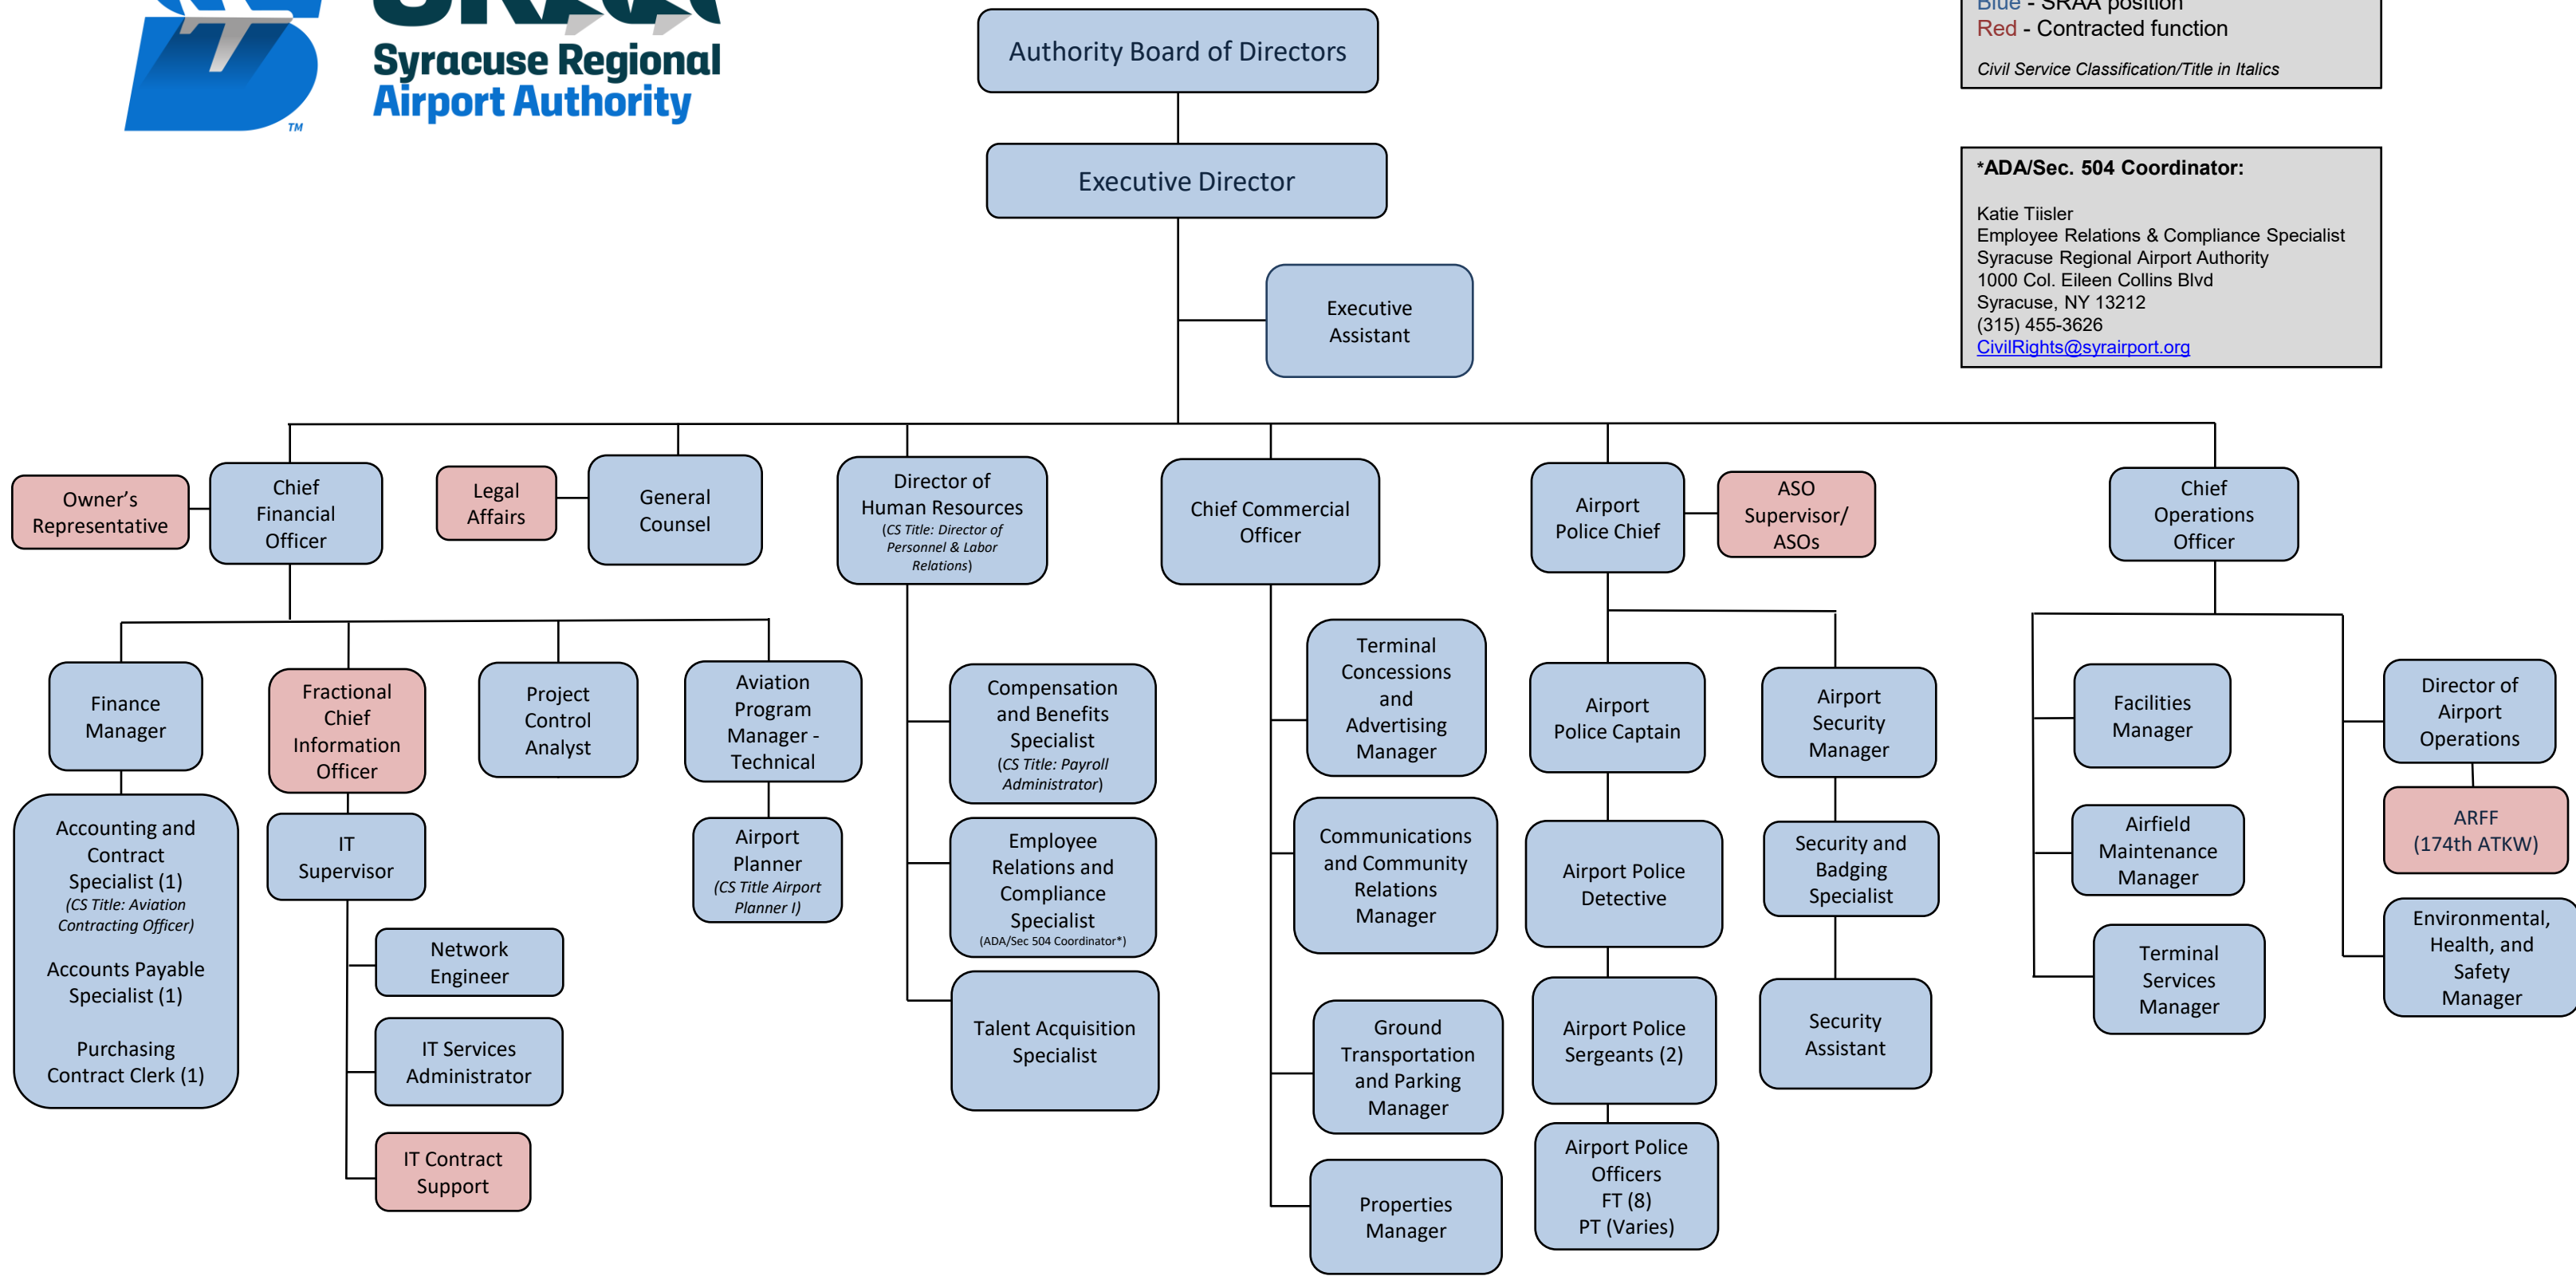 Syracuse Regional
Airport Authority
TM
Blue - SRAA position
Red - Contracted function
Civil Service Classification/Title in Italics
*ADA/Sec. 504 Coordinator:
Katie Tiisler
Employee Relations & Compliance Specialist
Syracuse Regional Airport Authority
1000 Col. Eileen Collins Blvd
Syracuse, NY 13212
(315) 455-3626
CivilRights@syrairport.org
Authority Board of Directors
Executive Director
Executive
Assistant
Owner’s
Representative
Chief
Financial
Officer
Legal
Affairs
General
Counsel
Director of
Human Resources
(CS Title: Director of
Personnel & Labor
Relations)
Chief Commercial
Officer
Airport
Police Chief
ASO
Supervisor/
ASOs
Chief
Operations
Officer
Finance
Manager
Accounting and
Contract
Specialist (1)
(CS Title: Aviation
Contracting Officer)
Accounts Payable
Specialist (1)
Purchasing
Contract Clerk (1)
Fractional
Chief
Information
Officer
IT
Supervisor
Network
Engineer
IT Services
Administrator
IT Contract
Support
Project
Control
Analyst
Aviation
Program
Manager -
Technical
Airport
Planner
(CS Title Airport
Planner I)
Compensation
and Benefits
Specialist
(CS Title: Payroll
Administrator)
Employee
Relations and
Compliance
Specialist
(ADA/Sec 504 Coordinator*)
Talent Acquisition
Specialist
Terminal
Concessions
and
Advertising
Manager
Communications
and Community
Relations
Manager
Ground
Transportation
and Parking
Manager
Properties
Manager
Airport
Police Captain
Airport Police
Detective
Airport Police
Sergeants (2)
Airport Police
Officers
FT (8)
PT (Varies)
Airport
Security
Manager
Security and
Badging
Specialist
Security
Assistant
Facilities
Manager
Airfield
Maintenance
Manager
Terminal
Services
Manager
Director of
Airport
Operations
ARFF
(174th ATKW)
Environmental,
Health, and
Safety
Manager